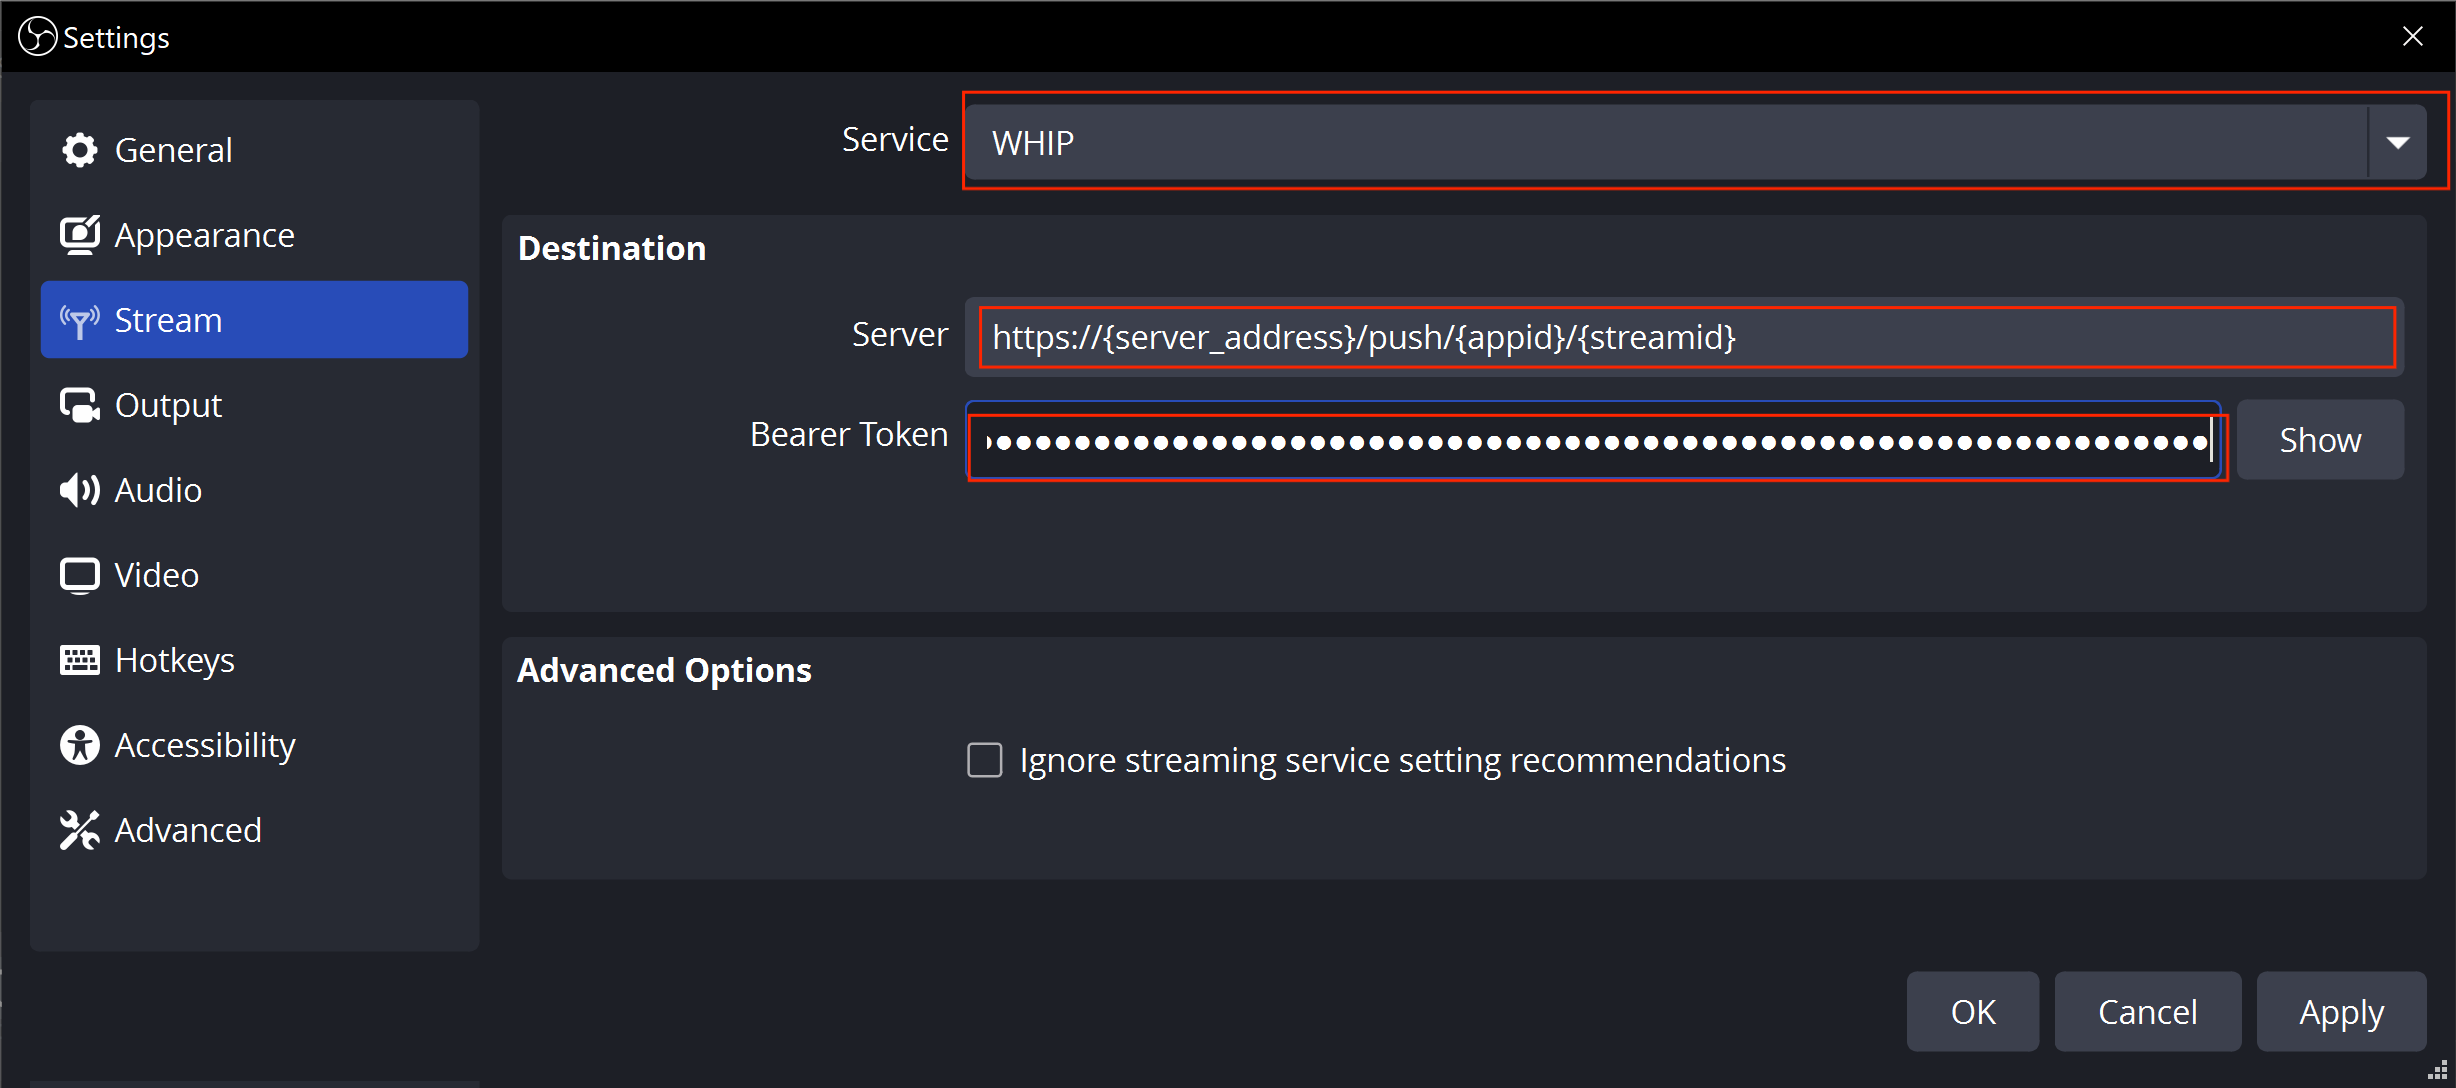 Settings
General
Appearance
Stream
Output
Audio
Video
Hotkeys
Accessibility
Advanced
Service
WHIP
Destination
Server
https://{server_address}/push/{appid}/{streamid}
Bearer Token
Show
Advanced Options
Ignore streaming service setting recommendations
OK
Cancel
Apply